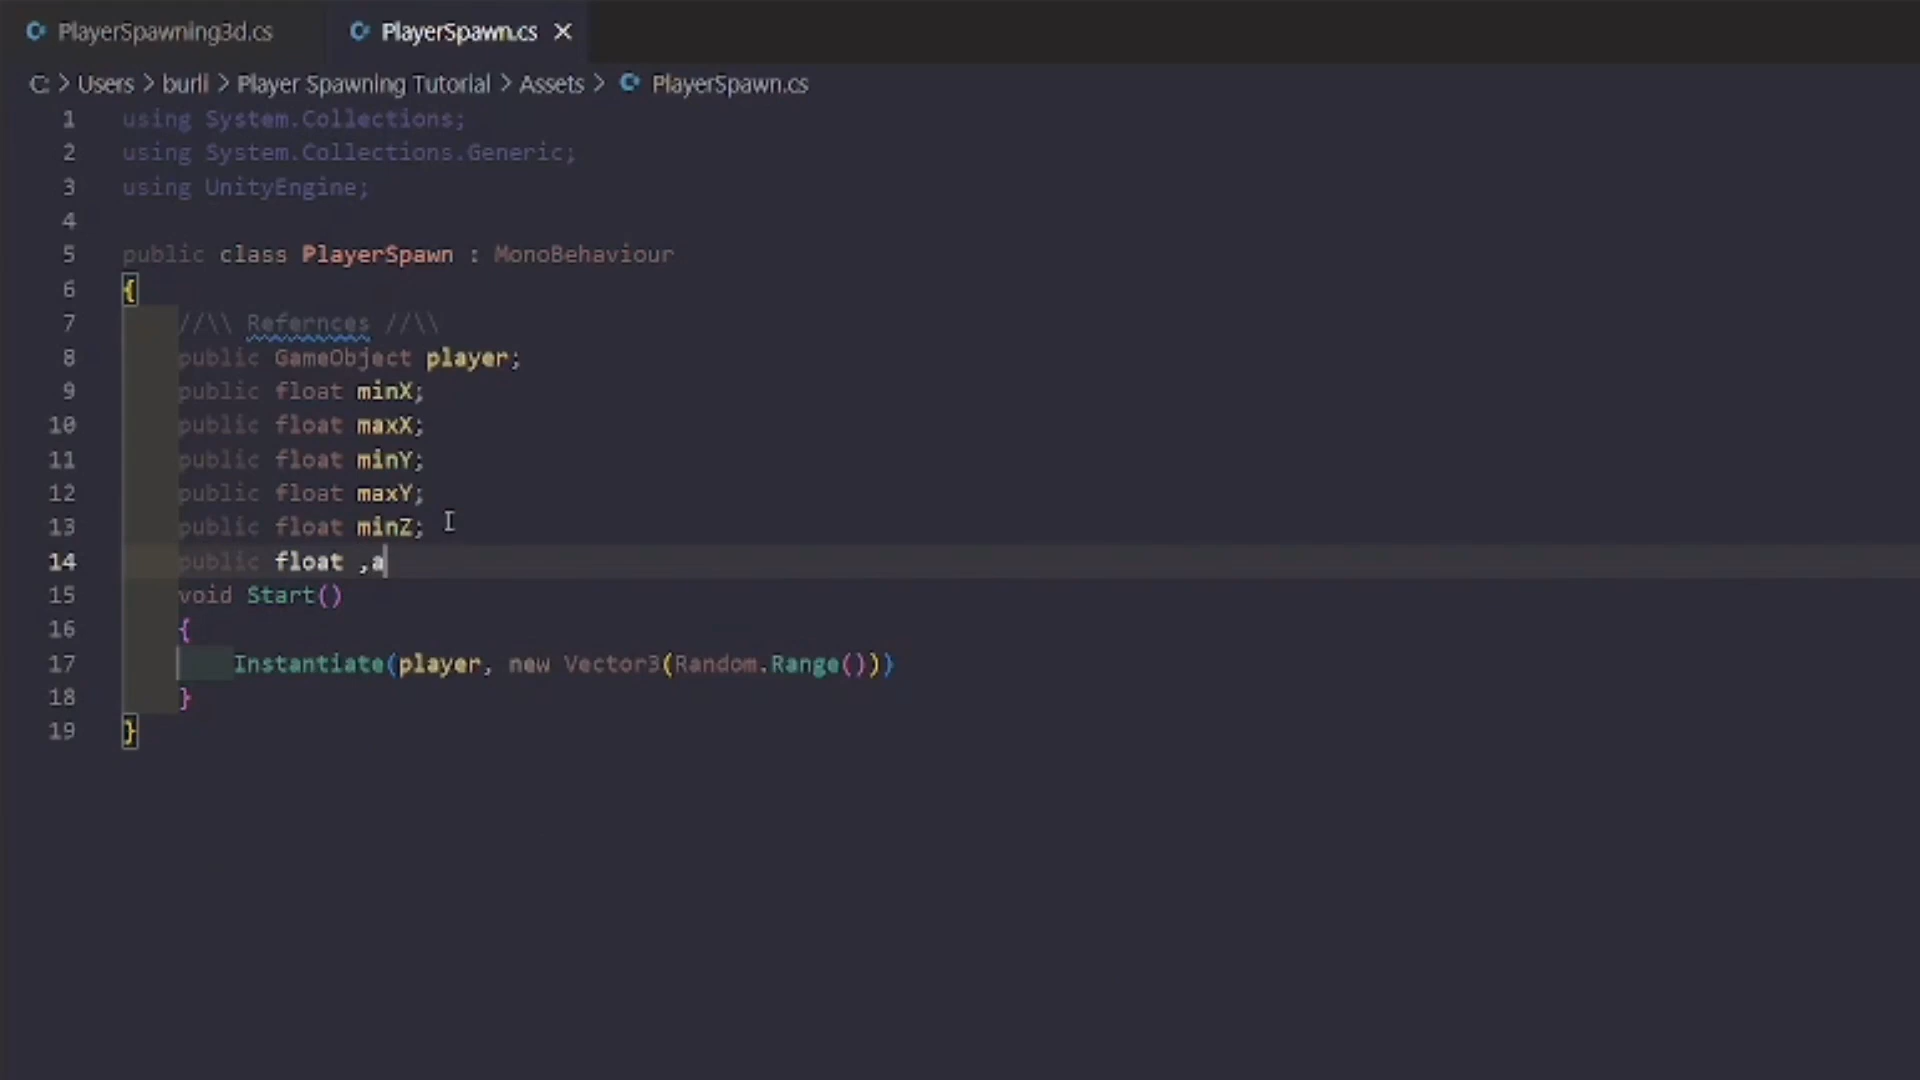 PlayerSpawning3d.cs PlayerSpawn.cs
C: > Users > burli > Player Spawning Tutorial > Assets > PlayerSpawn.cs
1 using System.Collections;
2 using System.Collections.Generic;
3 using UnityEngine;
4
5 public class PlayerSpawn : MonoBehaviour
6 {
7 //\\ Refernces //\\
8 public GameObject player;
9 public float minX;
10 public float maxX;
11 public float minY;
12 public float maxY;
13 public float minZ;
14 public float ,a
15 void Start()
16 {
17 Instantiate(player, new Vector3(Random.Range()))
18 }
19 }